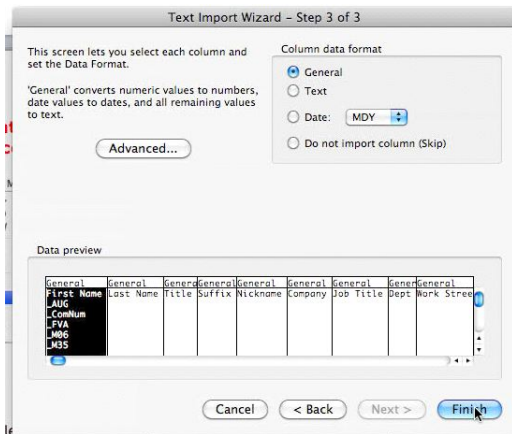 Text Import Wizard – Step 3 of 3
This screen lets you select each column and
set the Data Format.
'General' converts numeric values to numbers,
date values to dates, and all remaining values
to text.
Advanced...
Column data format
General
Text
Date: MDY
Do not import column (Skip)
Data preview
General General General General General General General General General
First Name Last Name Title Suffix Nickname Company Job Title Dept Work Stree
_AUG
_ComNum
_FVA
_M06
_M35
Cancel < Back Next > Finish